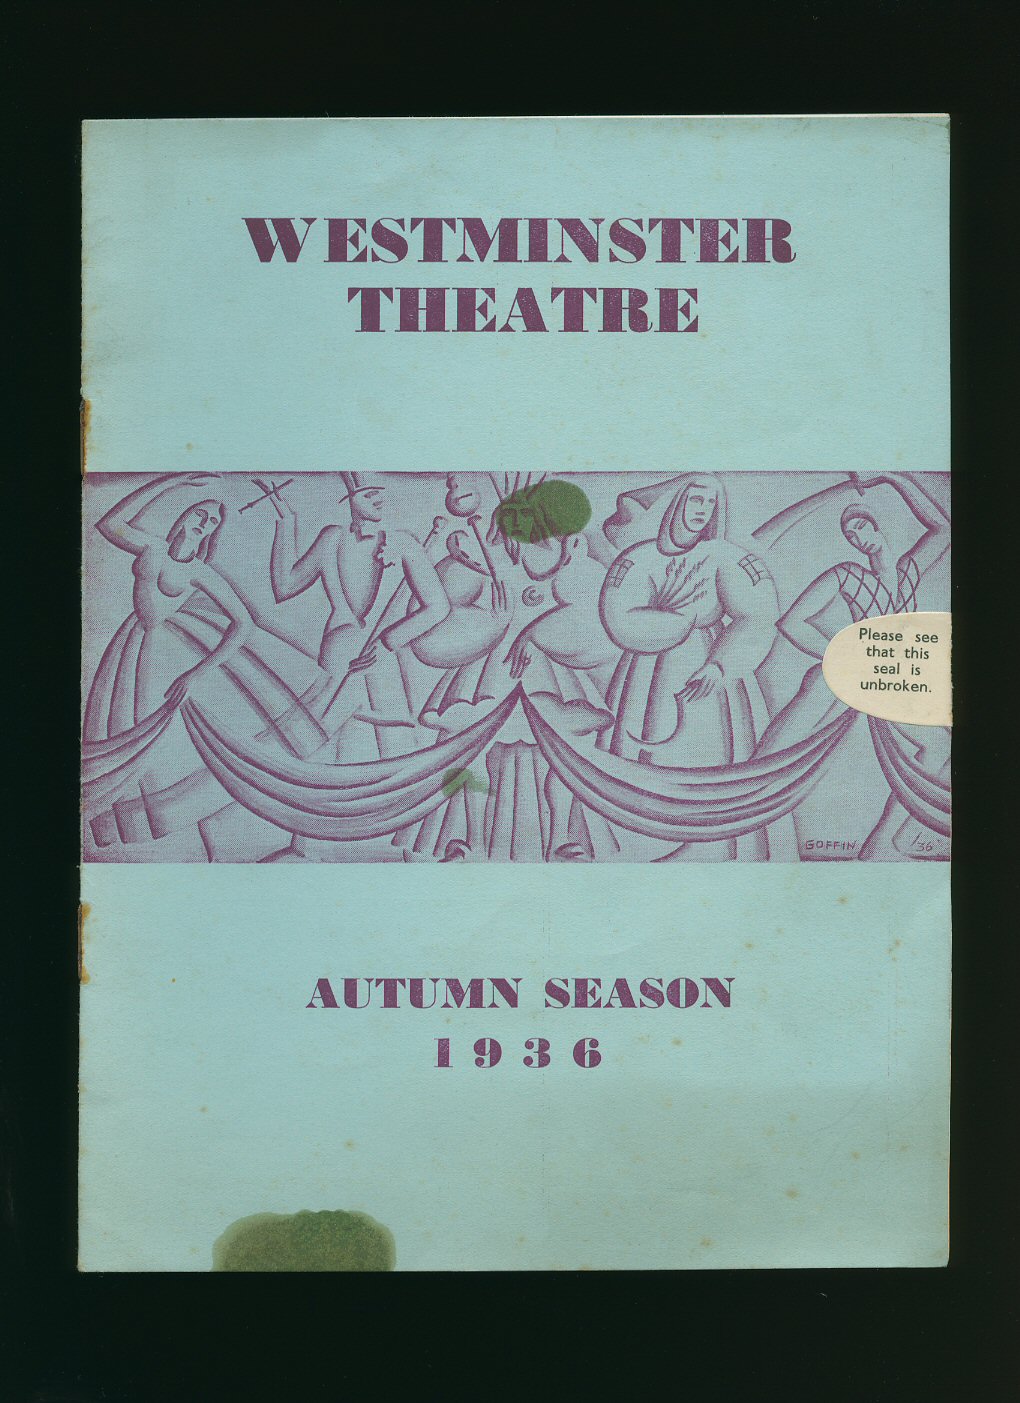 WESTMINSTER
THEATRE
Please see
that this
seal is
unbroken.
GOFFIN /36
AUTUMN SEASON
1936